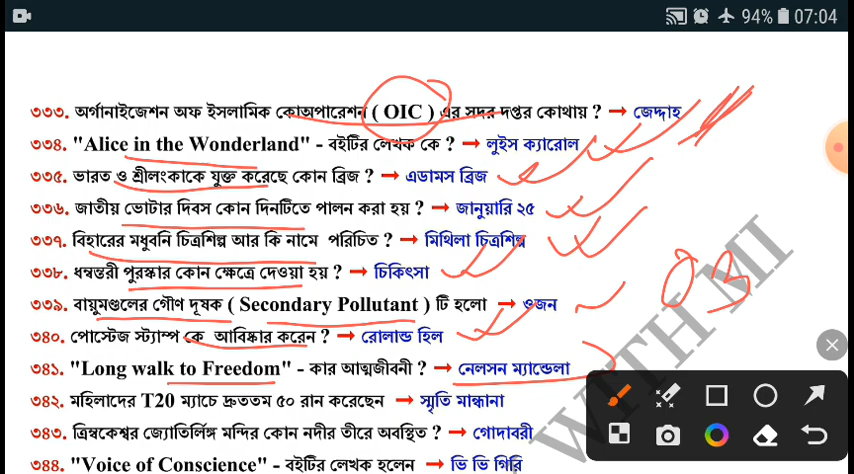 94% 07:04
৩৩৩. অর্গানাইজেশন অফ ইসলামিক কোঅপারেশন ( OIC ) এর সদর দপ্তর কোথায় ? → জেদ্দাহ
৩৩৪. "Alice in the Wonderland" - বইটির লেখক কে ? → লুইস ক্যারোল
৩৩৫. ভারত ও শ্রীলংকাকে যুক্ত করেছে কোন ব্রিজ ? → এডামস ব্রিজ
৩৩৬. জাতীয় ভোটার দিবস কোন দিনটিতে পালন করা হয় ? → জানুয়ারি ২৫
৩৩৭. বিহারের মধুবনি চিত্রশিল্প আর কি নামে পরিচিত ? → মিথিলা চিত্রশিল্প
৩৩৮. ধন্বন্তরী পুরস্কার কোন ক্ষেত্রে দেওয়া হয় ? → চিকিৎসা
৩৩৯. বায়ুমণ্ডলের গৌণ দূষক ( Secondary Pollutant ) টি হলো → ওজন
৩৪০. পোস্টেজ স্ট্যাম্প কে আবিষ্কার করেন ? → রোলান্ড হিল
৩৪১. "Long walk to Freedom" - কার আত্মজীবনী ? → নেলসন ম্যান্ডেলা
৩৪২. মহিলাদের T20 ম্যাচে দ্রুততম ৫০ রান করেছেন → স্মৃতি মান্ধানা
৩৪৩. ত্রিম্বকেশ্বর জ্যোতির্লিঙ্গ মন্দির কোন নদীর তীরে অবস্থিত ? → গোদাবরী
৩৪৪. "Voice of Conscience" - বইটির লেখক হলেন → ভি ভি গিরি
WITH MI
O3